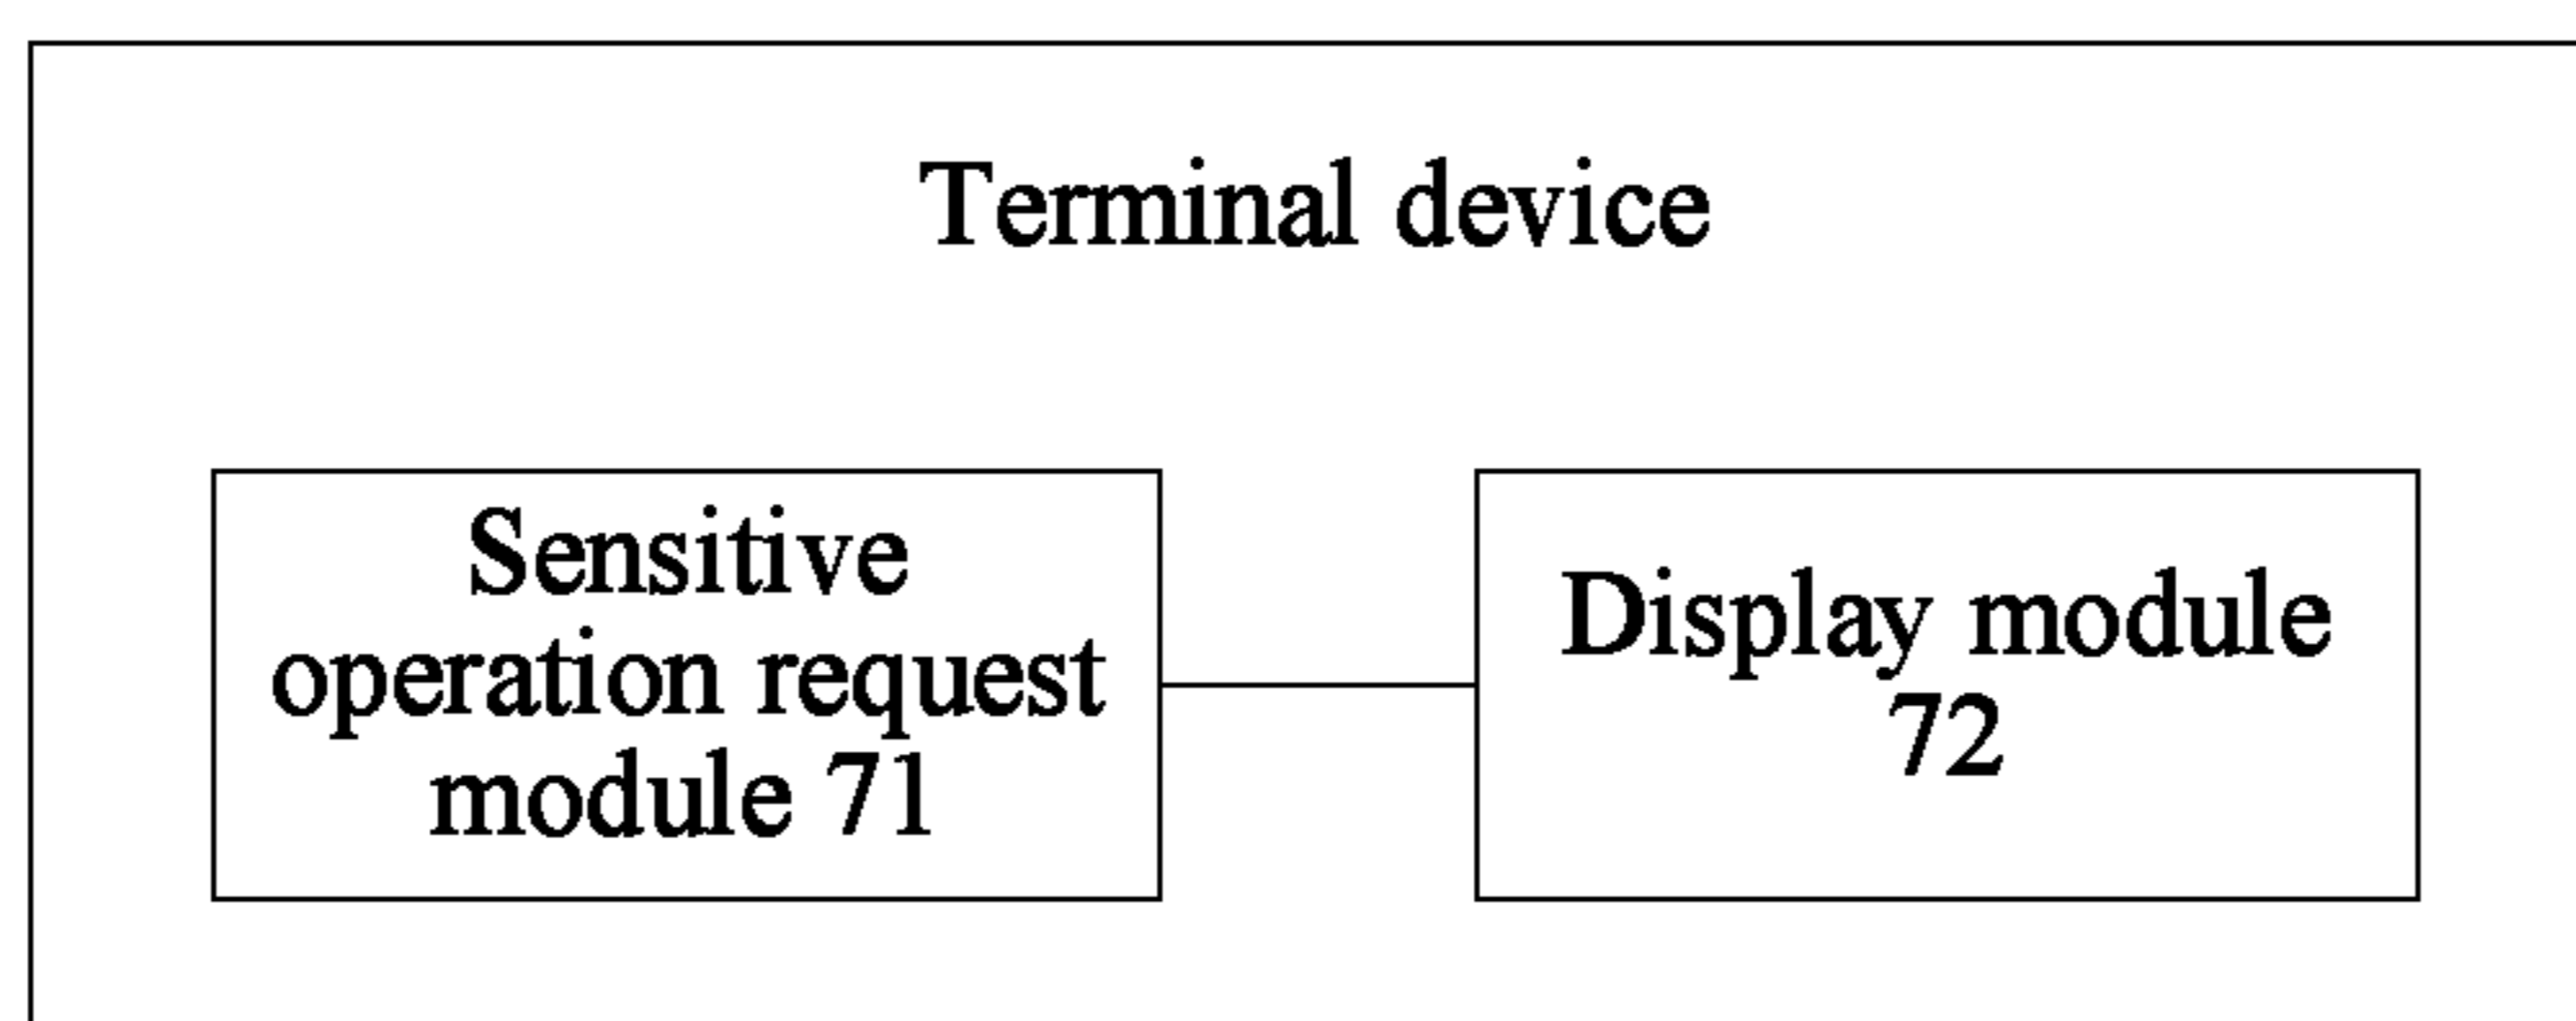 Terminal device
Sensitive
operation request
module 71
Display module
72